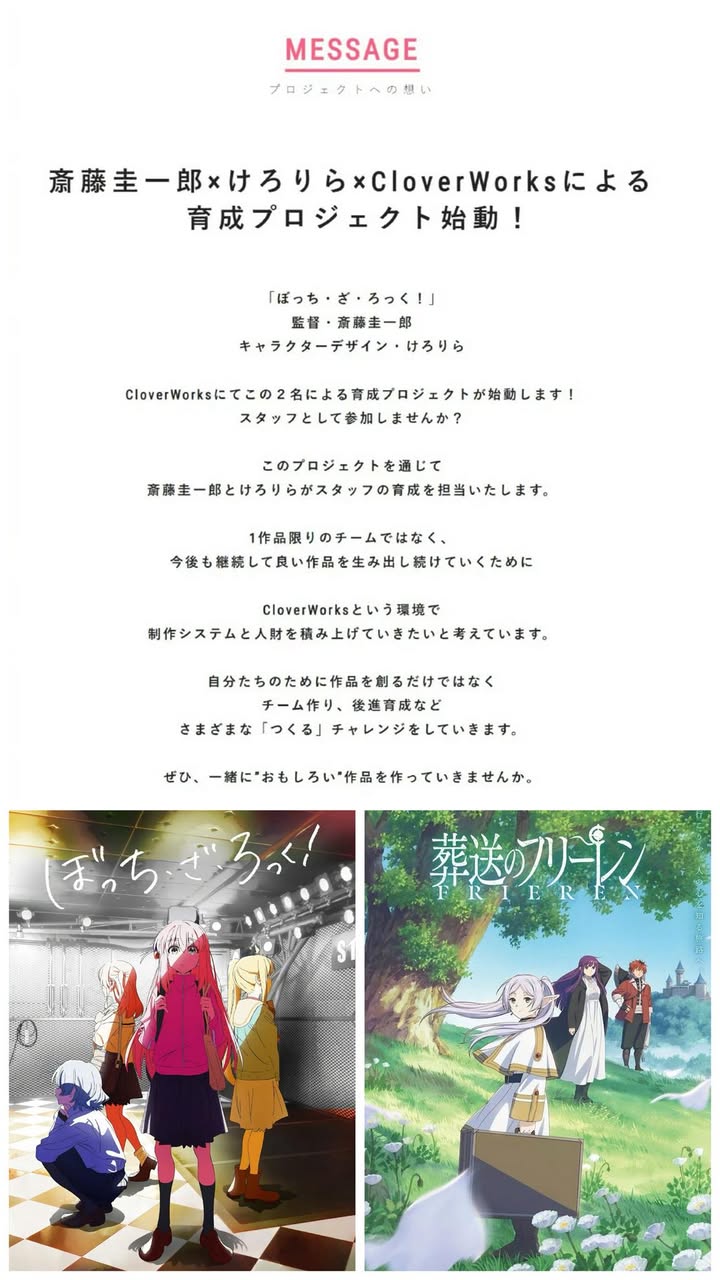 MESSAGE
プロジェクトへの想い
斎藤圭一郎×けろりら×CloverWorksによる
育成プロジェクト始動！
「ぼっち・ざ・ろっく！」
監督・斎藤圭一郎
キャラクターデザイン・けろりら
CloverWorksにてこの２名による育成プロジェクトが始動します！
スタッフとして参加しませんか？
このプロジェクトを通じて
斎藤圭一郎とけろりらがスタッフの育成を担当いたします。
1作品限りのチームではなく、
今後も継続して良い作品を生み出し続けていくために
CloverWorksという環境で
制作システムと人財を積み上げていきたいと考えています。
自分たちのために作品を創るだけではなく
チーム作り、後進育成など
さまざまな「つくる」チャレンジをしていきます。
ぜひ、一緒に”おもしろい”作品を作っていきませんか。
ぼっち・ざ・ろっく！
葬送のフリーレン
FRIEREN